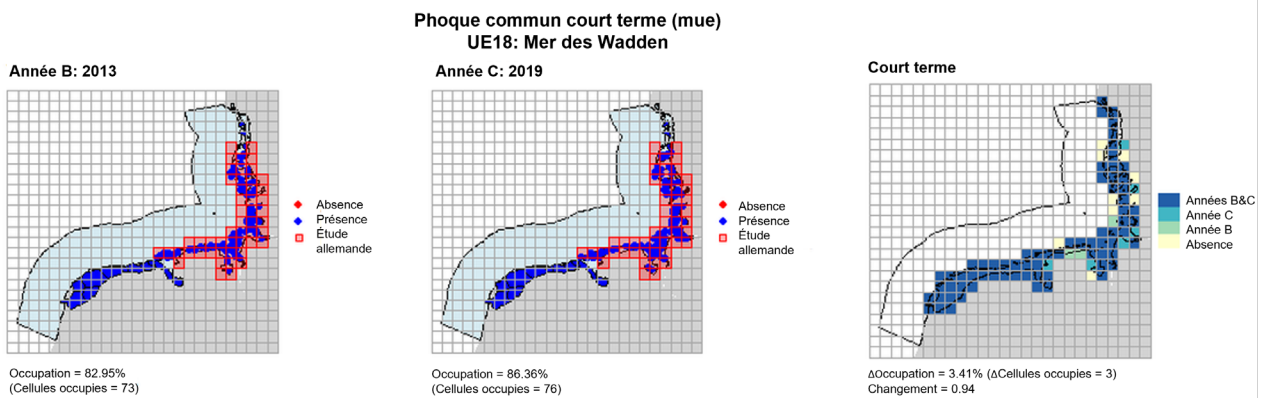 Phoque commun court terme (mue)
UE18: Mer des Wadden
Année B: 2013
Absence
Présence
Étude
allemande
Occupation = 82.95%
(Cellules occupies = 73)
Année C: 2019
Absence
Présence
Étude
allemande
Occupation = 86.36%
(Cellules occupies = 76)
Court terme
Années B&C
Année C
Année B
Absence
ΔOccupation = 3.41% (ΔCellules occupies = 3)
Changement = 0.94